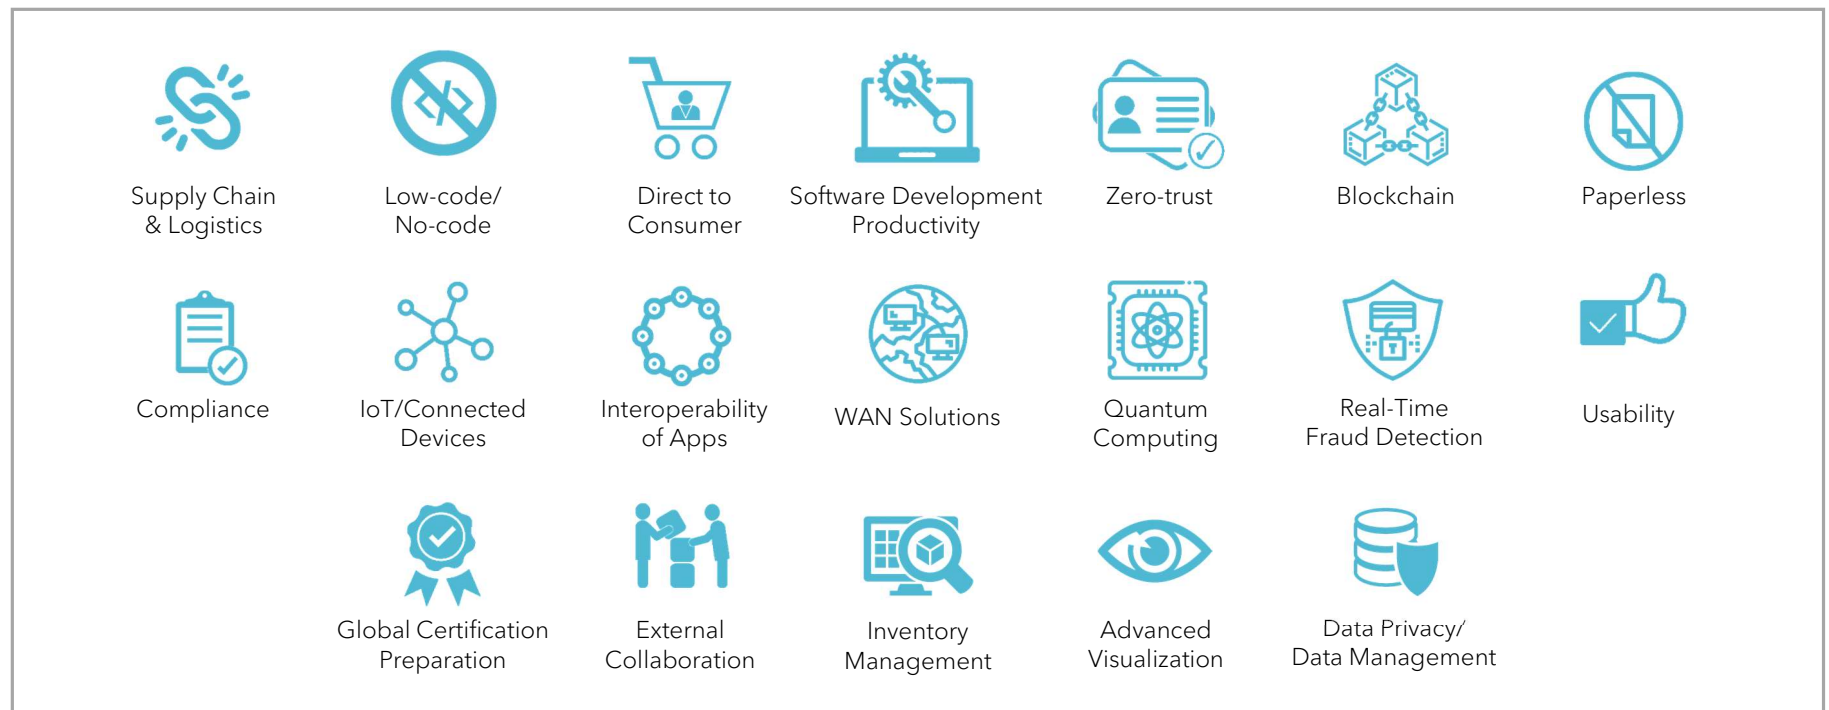 Supply Chain
& Logistics
Low-code/
No-code
Direct to
Consumer
Software Development
Productivity
Zero-trust
Blockchain
Paperless
Compliance
IoT/Connected
Devices
Interoperability
of Apps
WAN Solutions
Quantum
Computing
Real-Time
Fraud Detection
Usability
Global Certification
Preparation
External
Collaboration
Inventory
Management
Advanced
Visualization
Data Privacy/
Data Management